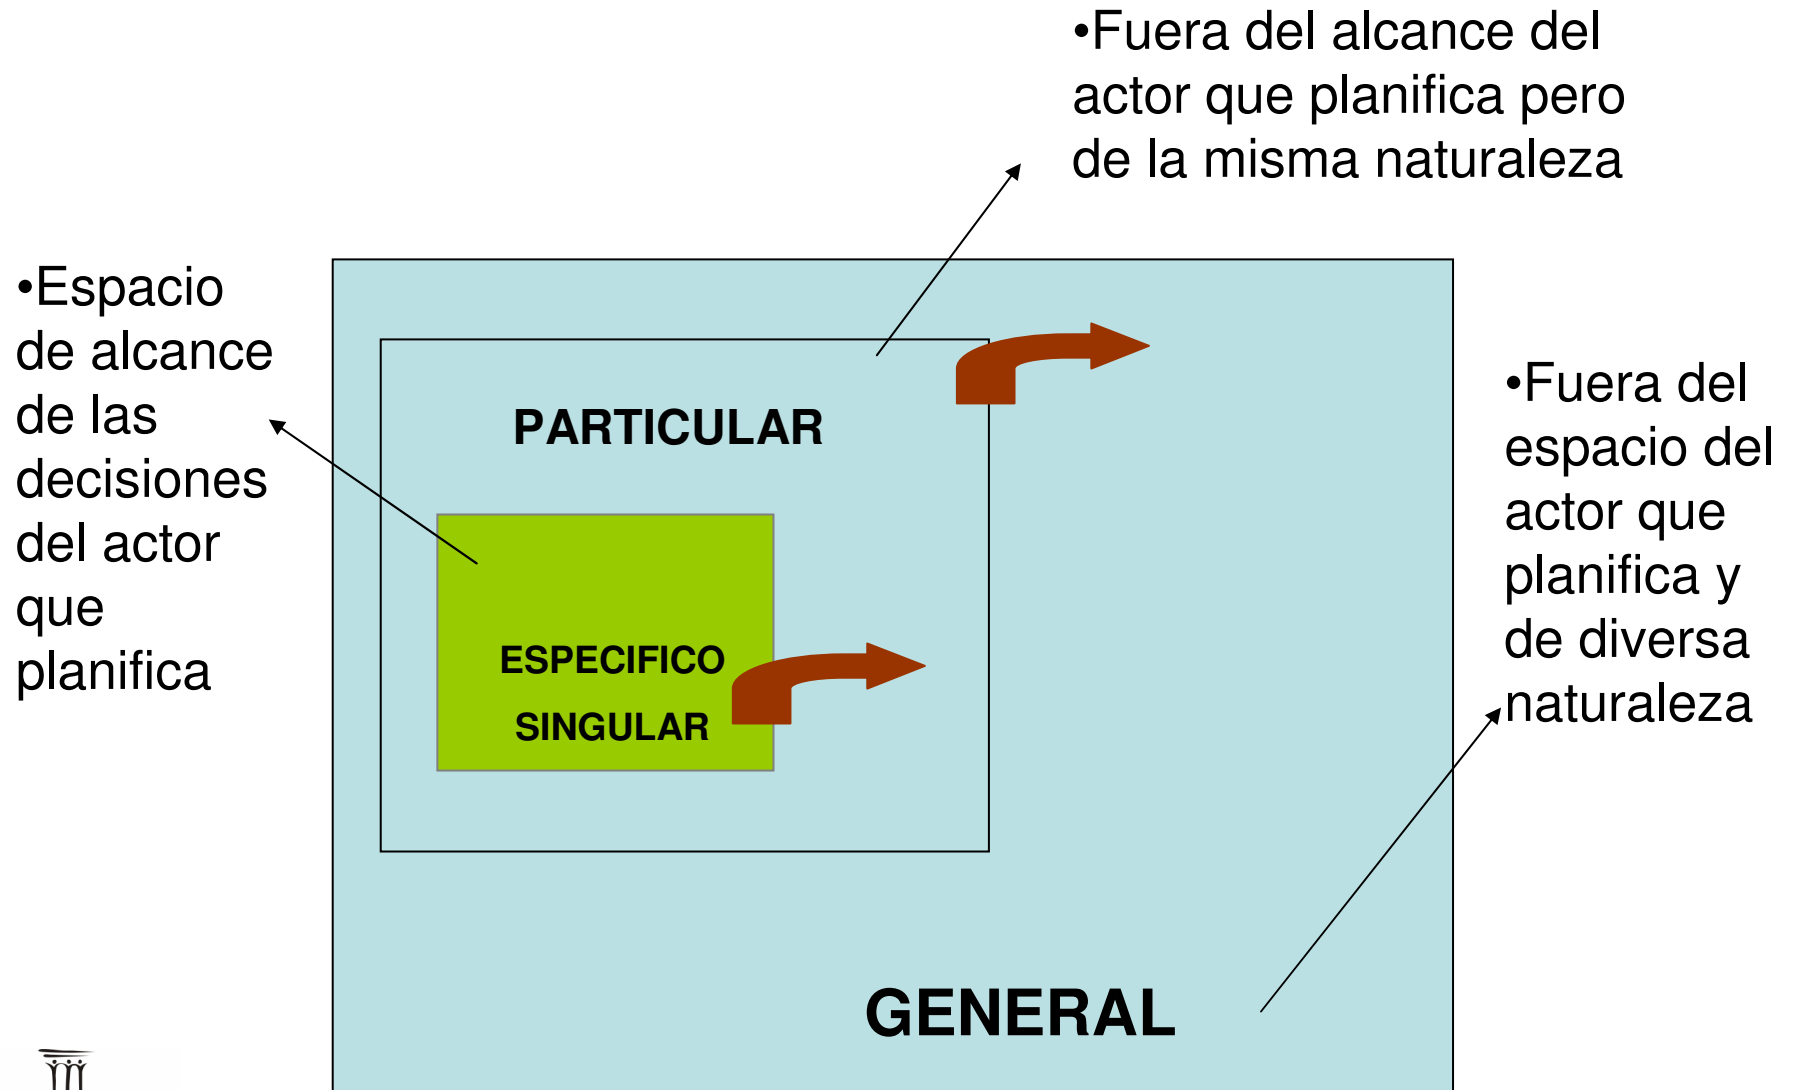 •Fuera del alcance del
actor que planifica pero
de la misma naturaleza
•Espacio
de alcance
de las
decisiones
del actor
que
planifica
PARTICULAR
ESPECIFICO
SINGULAR
•Fuera del
espacio del
actor que
planifica y
de diversa
naturaleza
GENERAL